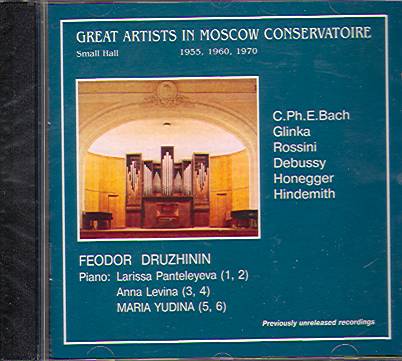 GREAT ARTISTS IN MOSCOW CONSERVATOIRE
Small Hall 1955, 1960, 1970
C.Ph.E.Bach
Glinka
Rossini
Debussy
Honegger
Hindemith
FEODOR DRUZHININ
Piano: Larissa Panteleyeva (1, 2)
Anna Levina (3, 4)
MARIA YUDINA (5, 6)
Previously unreleased recordings